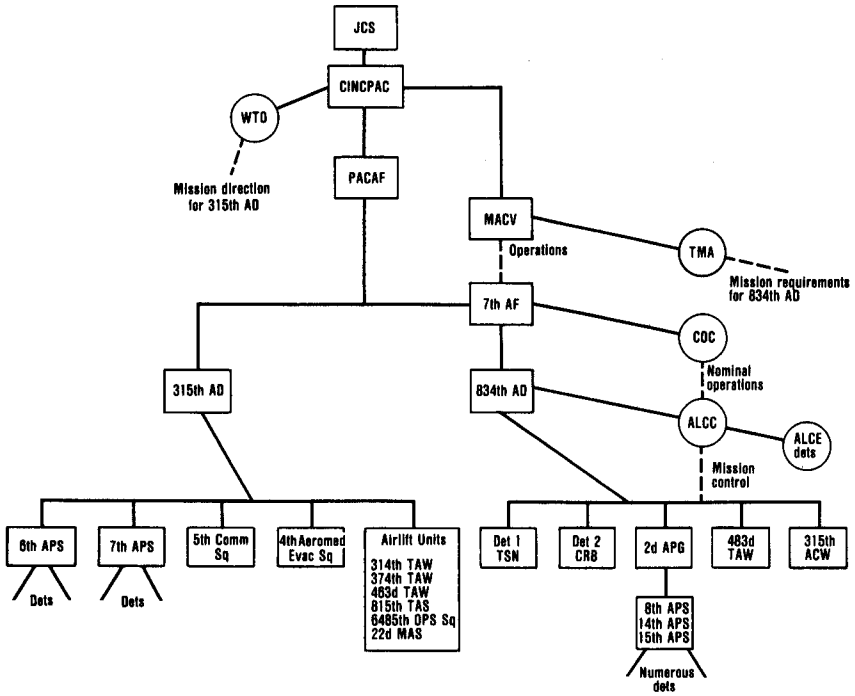 JCS
CINCPAC
WTO
Mission direction
for 315th AD
PACAF
MACV
Operations
TMA
Mission requirements
for 834th AD
7th AF
COC
Nominal
operations
315th AD
834th AD
ALCC
ALCE
dets
Mission
control
6th APS
Dets
7th APS
Dets
5th Comm
Sq
4th Aeromed
Evac Sq
Airlift Units
314th TAW
374th TAW
463d TAW
815th TAS
6485th OPS Sq
22d MAS
Det 1
TSN
Det 2
CRB
2d APG
483d
TAW
315th
ACW
8th APS
14th APS
15th APS
Numerous
dets